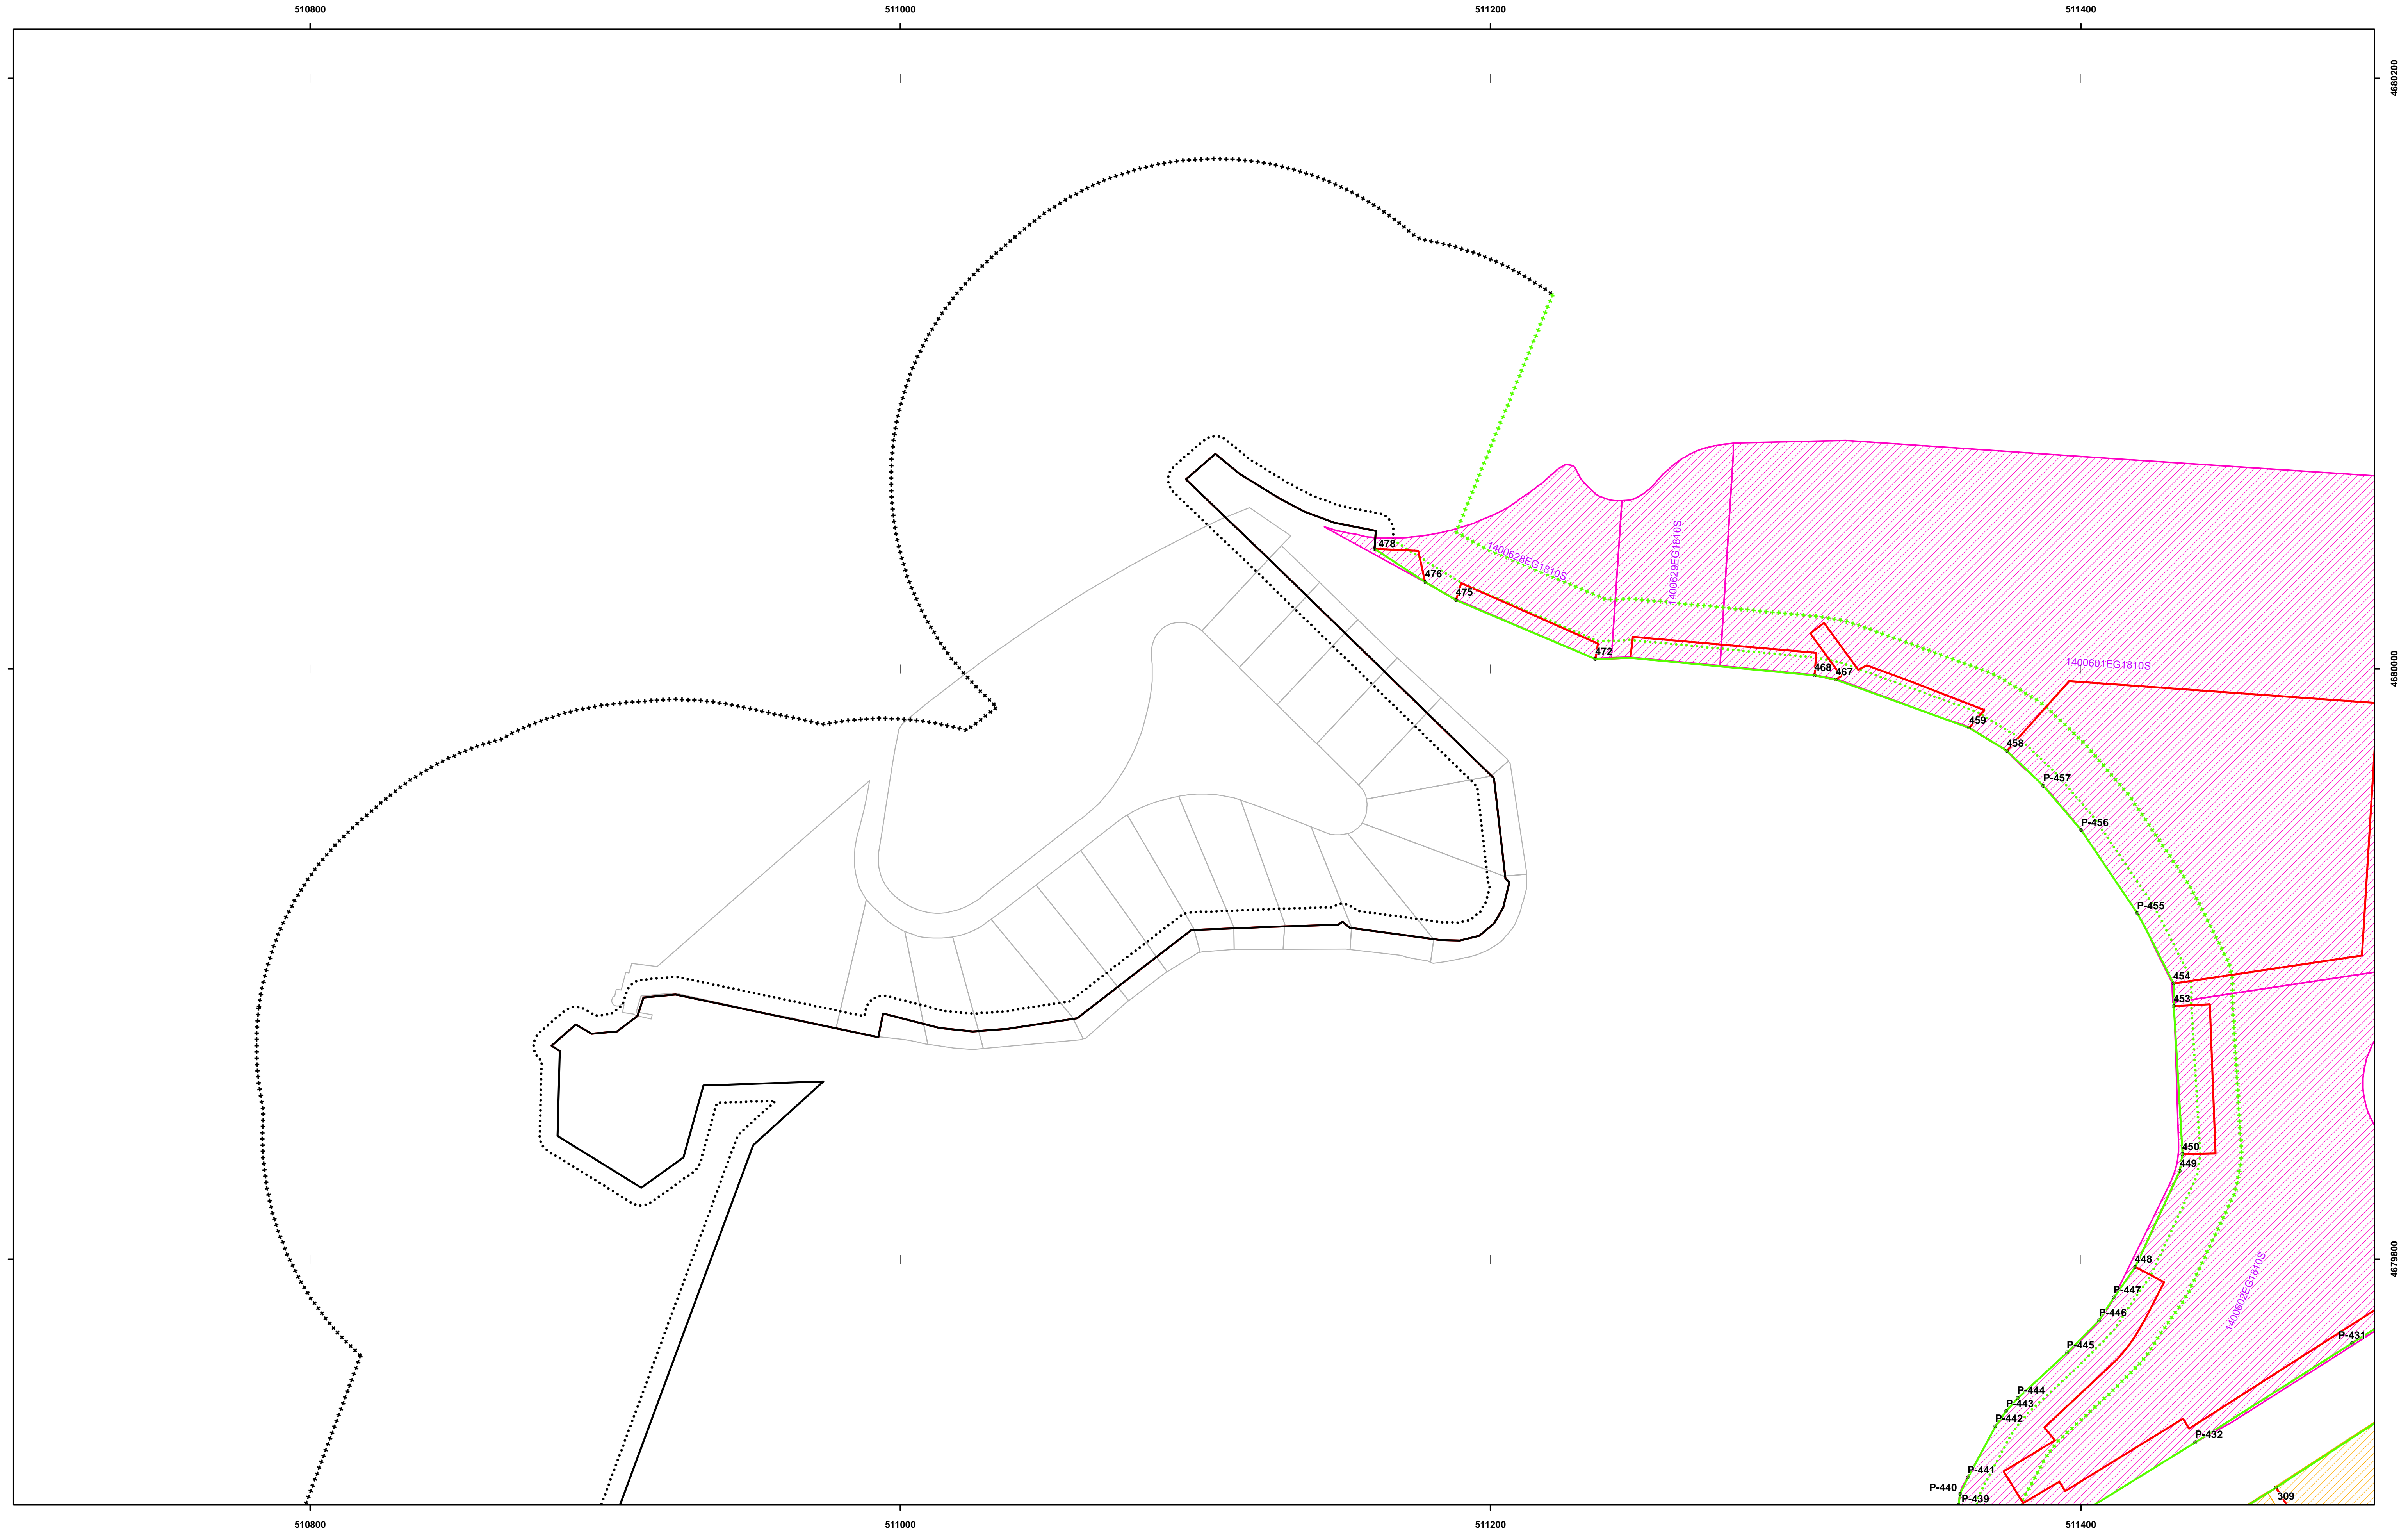 510800
511000
511200
511400
4680200
478
1400628EG1810S
1400629EG1810S
476
475
472
1400601EG1810S
4680000
468
467
459
458
P-457
P-456
P-455
454
453
450
449
448
4679800
P-447
1400602EG1810S
P-446
P-445
P-431
P-444
P-443
P-442
P-432
P-441
P-440
309
P-439
510800
511000
511200
511400